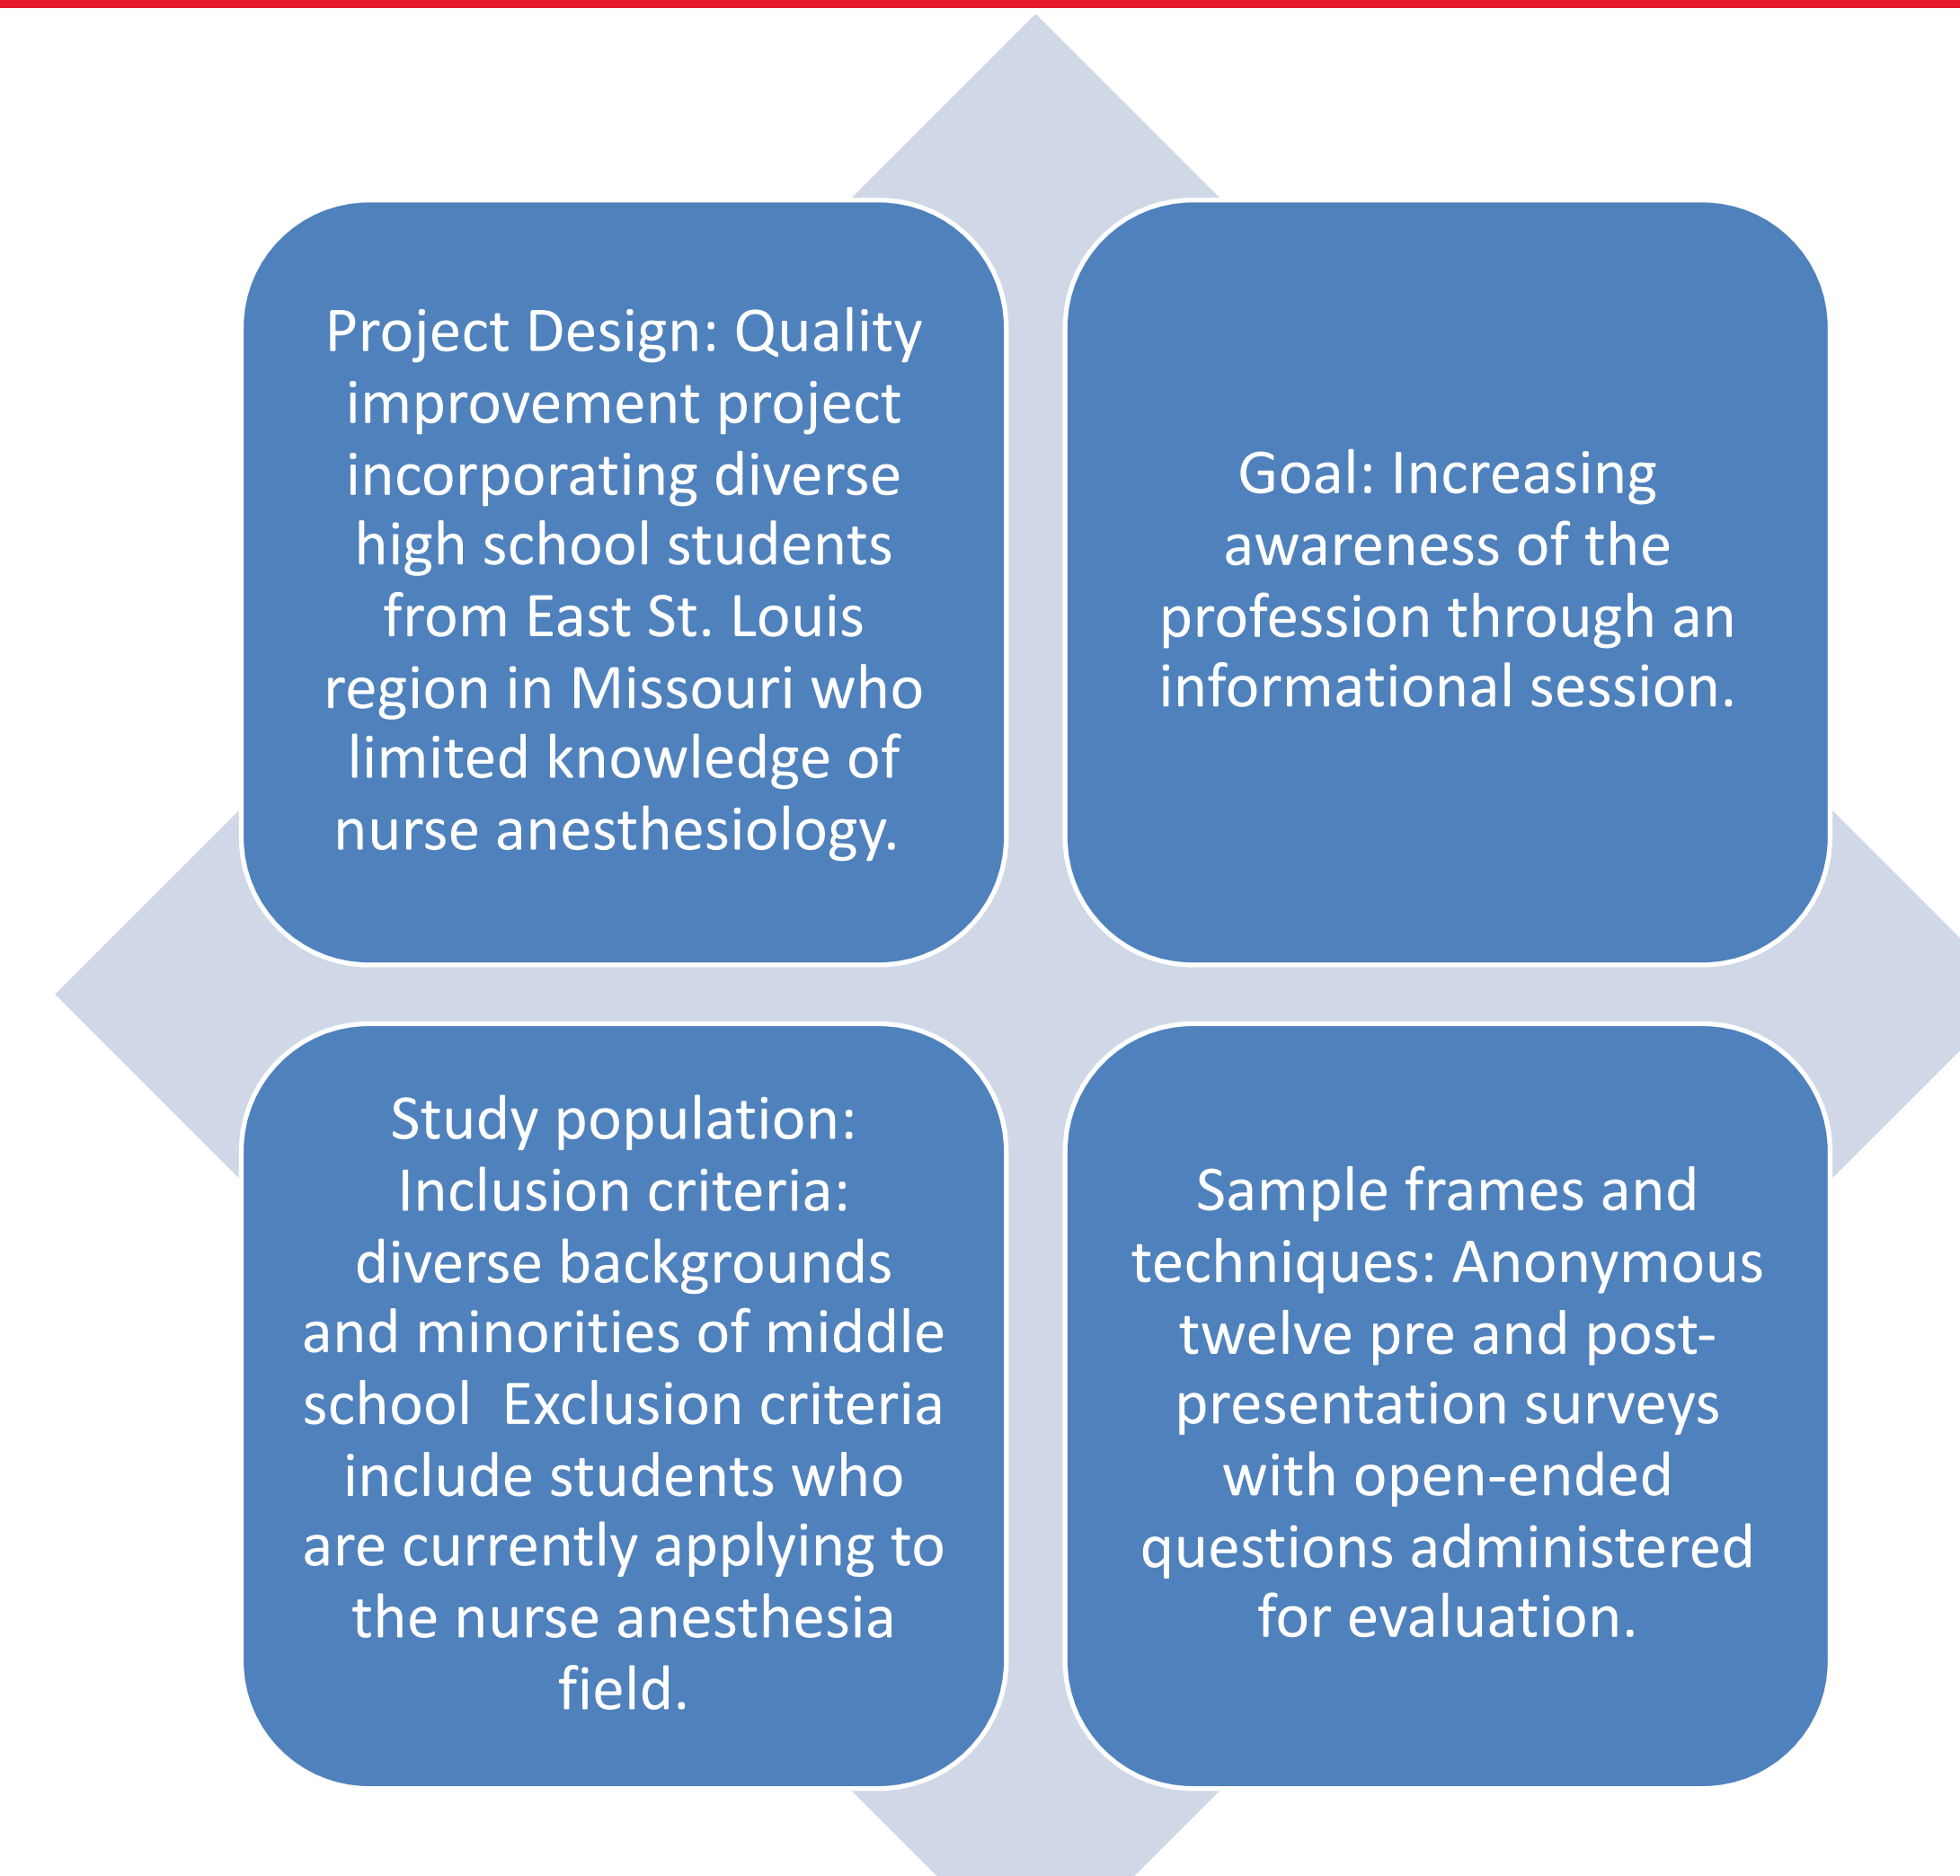 Project Design: Quality
improvement project
incorporating diverse
high school students
from East St. Louis
region in Missouri who
limited knowledge of
nurse anesthesiology.
Goal: Increasing
awareness of the
profession through an
informational session.
Study population:
Inclusion criteria:
diverse backgrounds
and minorities of middle
school  Exclusion criteria
include students who
are currently applying to
the nurse anesthesia
field.
Sample frames and
techniques: Anonymous
twelve pre and post-
presentation surveys
with open-ended
questions administered
for evaluation.